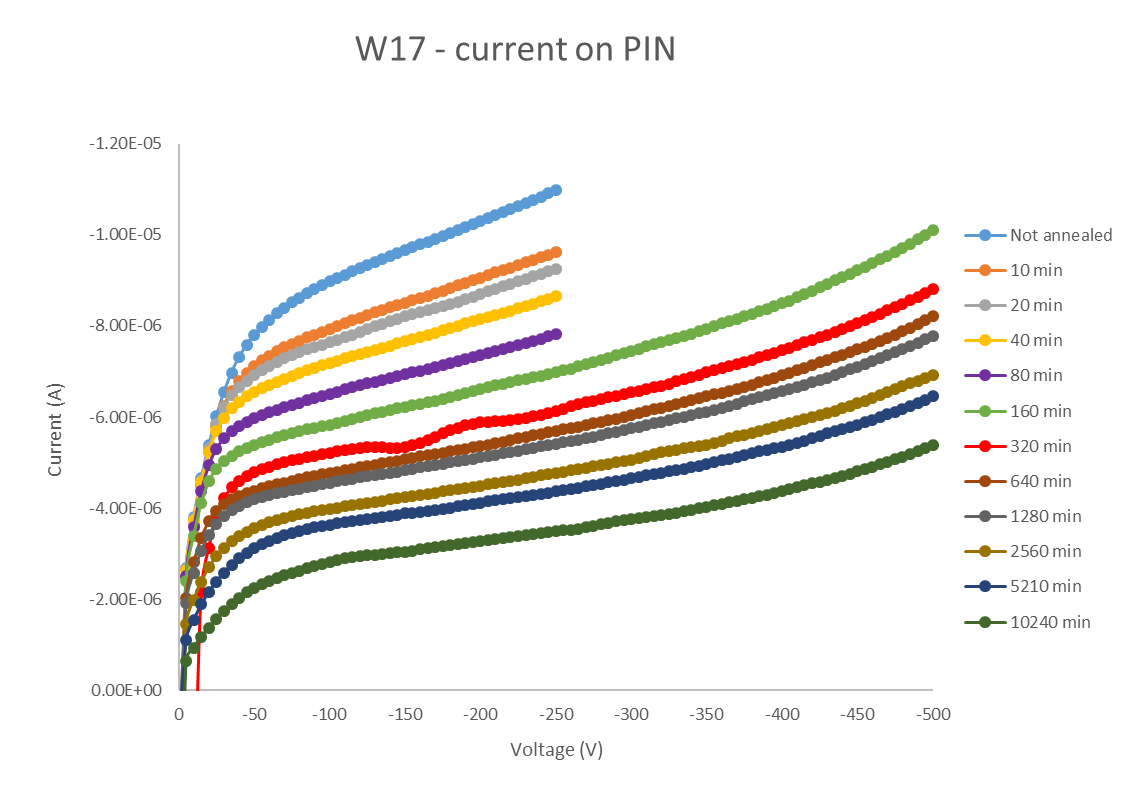 W17 - current on PIN
-1.20E-05
-1.00E-05
-8.00E-06
-6.00E-06
-4.00E-06
-2.00E-06
0.00E+00
Current (A)
0 -50 -100 -150 -200 -250 -300 -350 -400 -450 -500
Voltage (V)
Not annealed
10 min
20 min
40 min
80 min
160 min
320 min
640 min
1280 min
2560 min
5210 min
10240 min